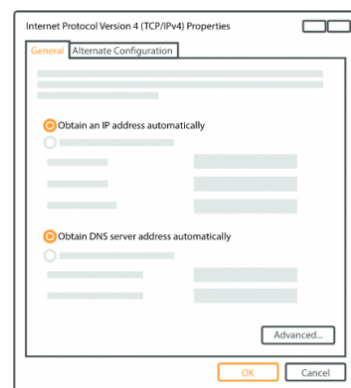 Internet Protocol Version 4 (TCP/IPv4) Properties
General Alternate Configuration
Obtain an IP address automatically
Obtain DNS server address automatically
Advanced...
OK Cancel